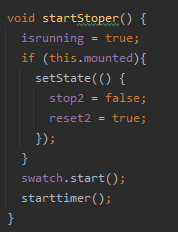 void startStoper() {
  isrunning = true;
  if (this.mounted){
    setState(() {
      stop2 = false;
      reset2 = true;
    });
  }
  swatch.start();
  starttimer();
}